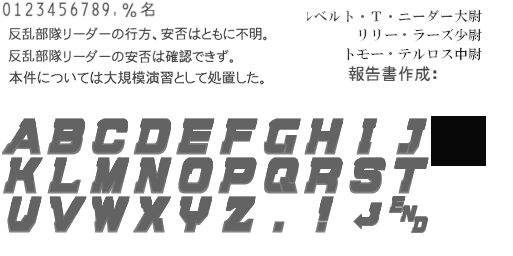 0123456789,%名
反乱部隊リーダーの行方、安否はともに不明。
反乱部隊リーダーの安否は確認できず。
本件については大規模演習として処置した。
レベルト・T・ニーダー大尉
リリー・ラーズ少尉
トモー・テルロス中尉
報告書作成:
ABCDEFGHIJ
KLMNOPQRST
UVWXYZ.!↲END